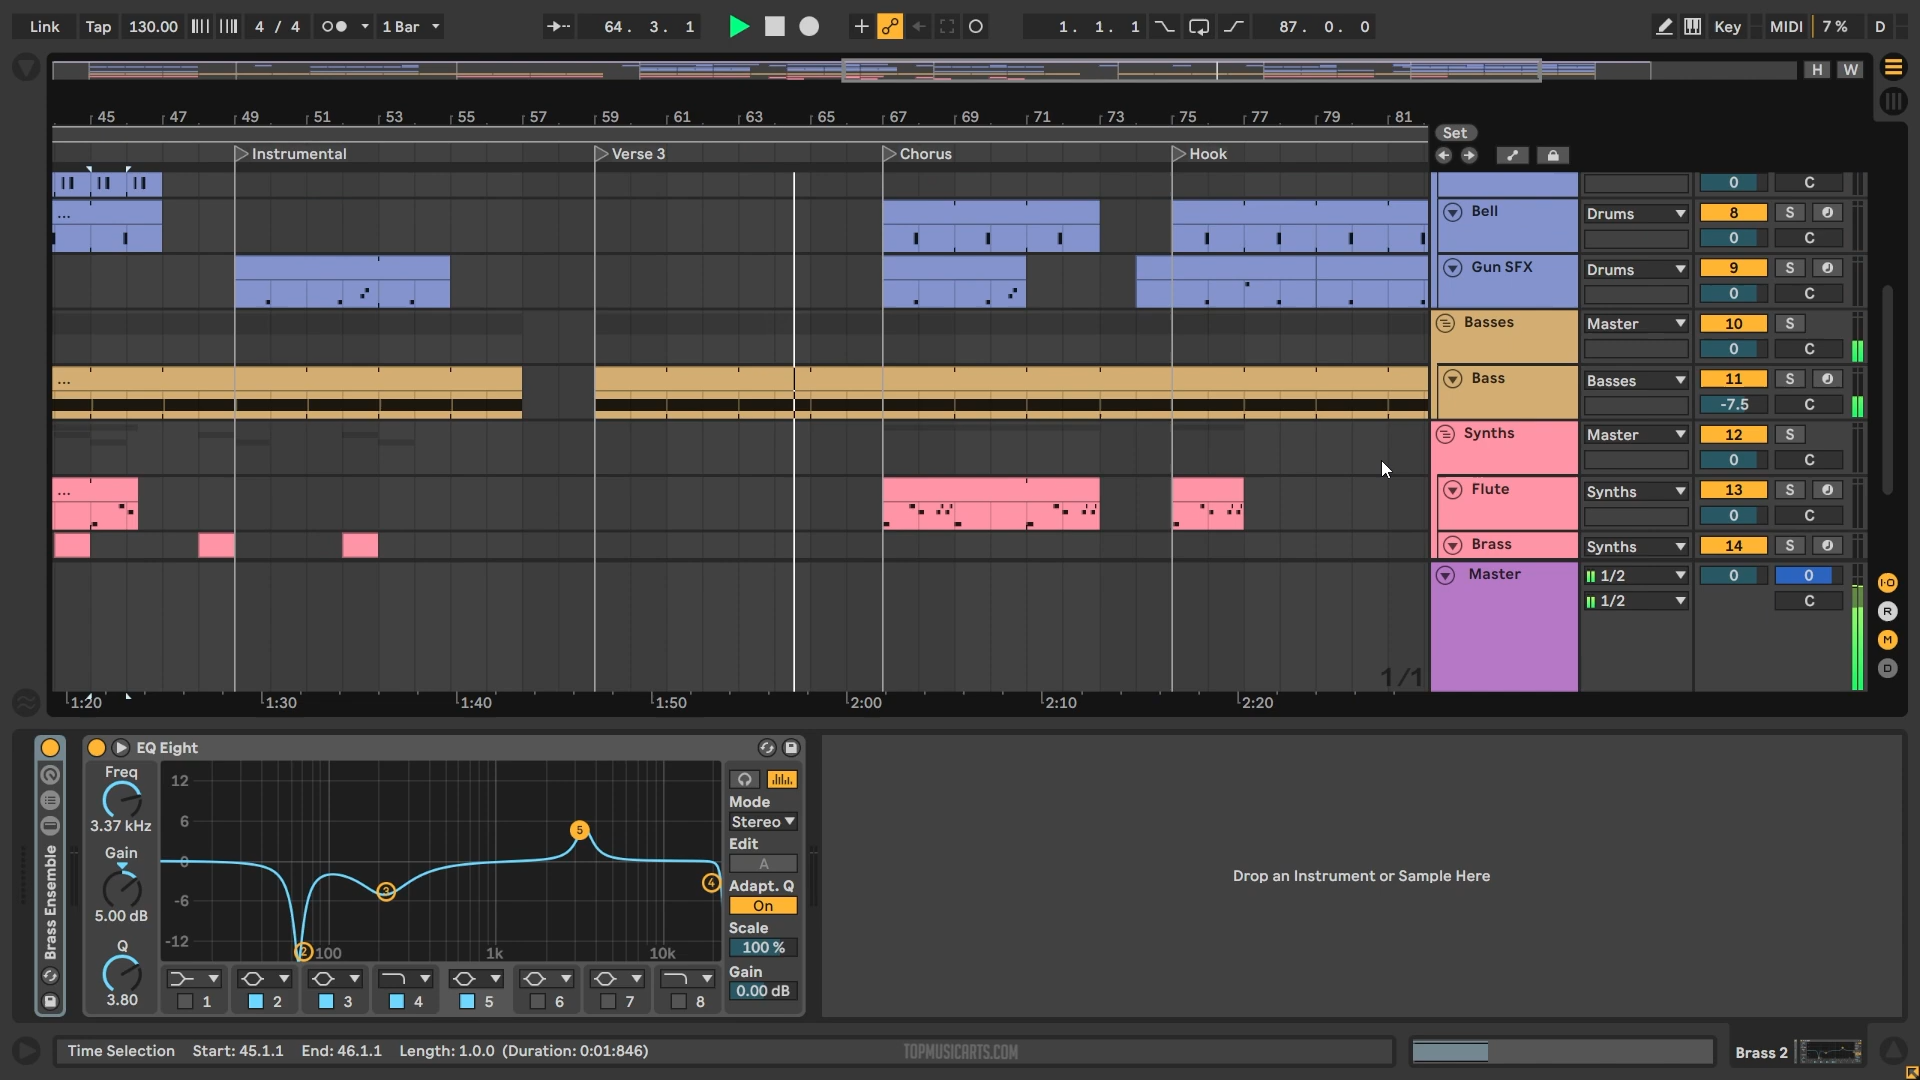 Link Tap 130.00 4 / 4 1 Bar 64. 3. 1 1. 1. 1 87. 0. 0 Key MIDI 7 % D
H W
45 47 49 51 53 55 57 59 61 63 65 67 69 71 73 75 77 79 81
Set
Instrumental Verse 3 Chorus Hook
0 C
... Bell Drums 8 S
0 C
Gun SFX Drums 9 S
0 C
Basses Master 10 S
0 C
... Bass Basses 11 S
-7.5 C
Synths Master 12 S
0 C
... Flute Synths 13 S
0 C
Brass Synths 14 S
Master 1/2 0 0
1/2 C
I·O
R
M
D
1/1
1:20 1:30 1:40 1:50 2:00 2:10 2:20
Brass Ensemble
EQ Eight
Freq
3.37 kHz
Gain
5.00 dB
Q
3.80
12
6
0
-6
-12
100 1k 10k
2 3 4 5
1 2 3 4 5 6 7 8
Mode
Stereo
Edit
A
Adapt. Q
On
Scale
100 %
Gain
0.00 dB
Drop an Instrument or Sample Here
Time Selection Start: 45.1.1 End: 46.1.1 Length: 1.0.0 (Duration: 0:01:846)
TOPMUSICARTS.COM
Brass 2